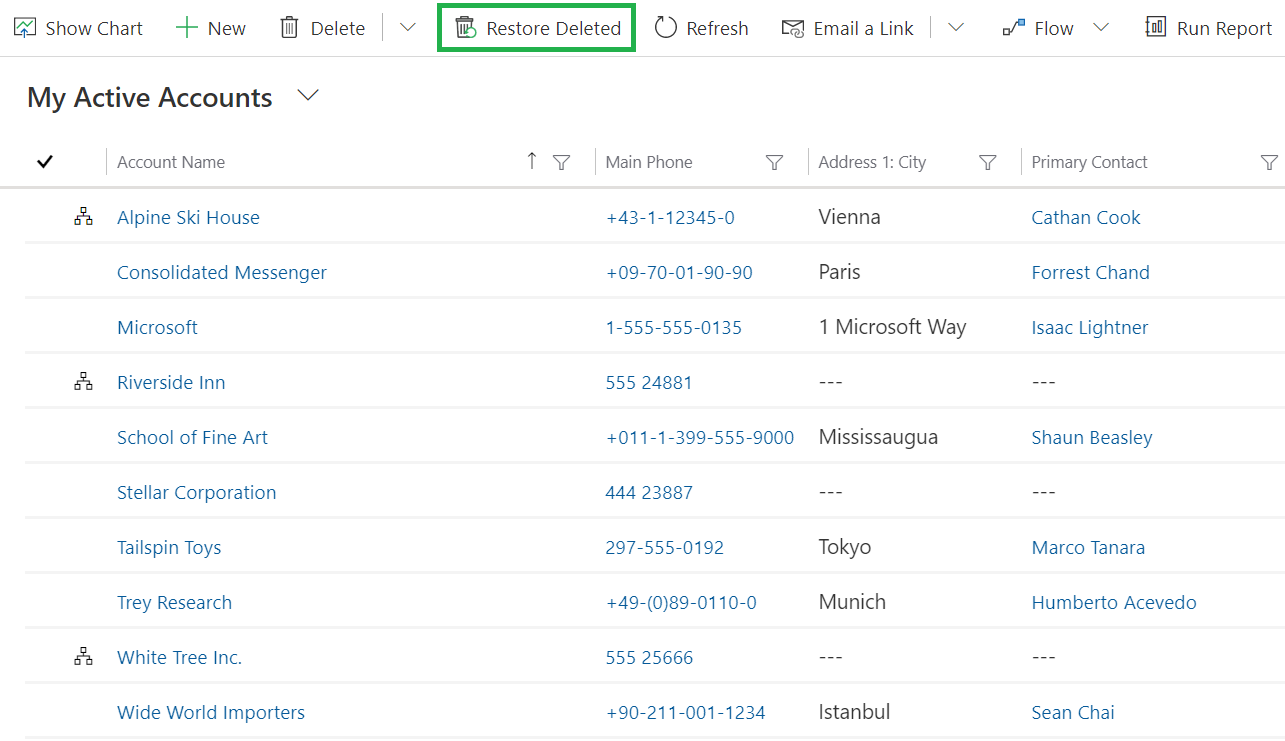 Show Chart New Delete Restore Deleted Refresh Email a Link Flow Run Report
My Active Accounts
Account Name Main Phone Address 1: City Primary Contact
Alpine Ski House +43-1-12345-0 Vienna Cathan Cook
Consolidated Messenger +09-70-01-90-90 Paris Forrest Chand
Microsoft 1-555-555-0135 1 Microsoft Way Isaac Lightner
Riverside Inn 555 24881 --- ---
School of Fine Art +011-1-399-555-9000 Mississaugua Shaun Beasley
Stellar Corporation 444 23887 --- ---
Tailspin Toys 297-555-0192 Tokyo Marco Tanara
Trey Research +49-(0)89-0110-0 Munich Humberto Acevedo
White Tree Inc. 555 25666 --- ---
Wide World Importers +90-211-001-1234 Istanbul Sean Chai